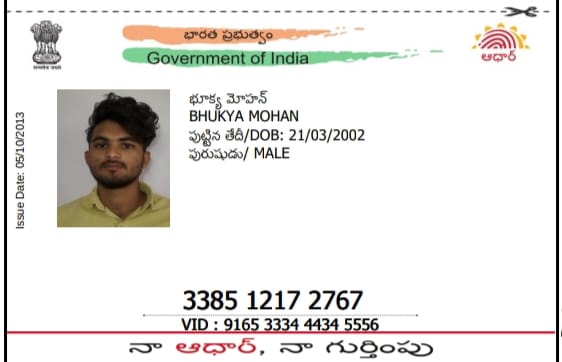 భారత ప్రభుత్వం
Government of India
ఆధార్
Issue Date: 05/10/2013
భూక్య మోహన్
BHUKYA MOHAN
పుట్టిన తేదీ/DOB: 21/03/2002
పురుషుడు/ MALE
3385 1217 2767
VID : 9165 3334 4434 5556
నా ఆధార్, నా గుర్తింపు